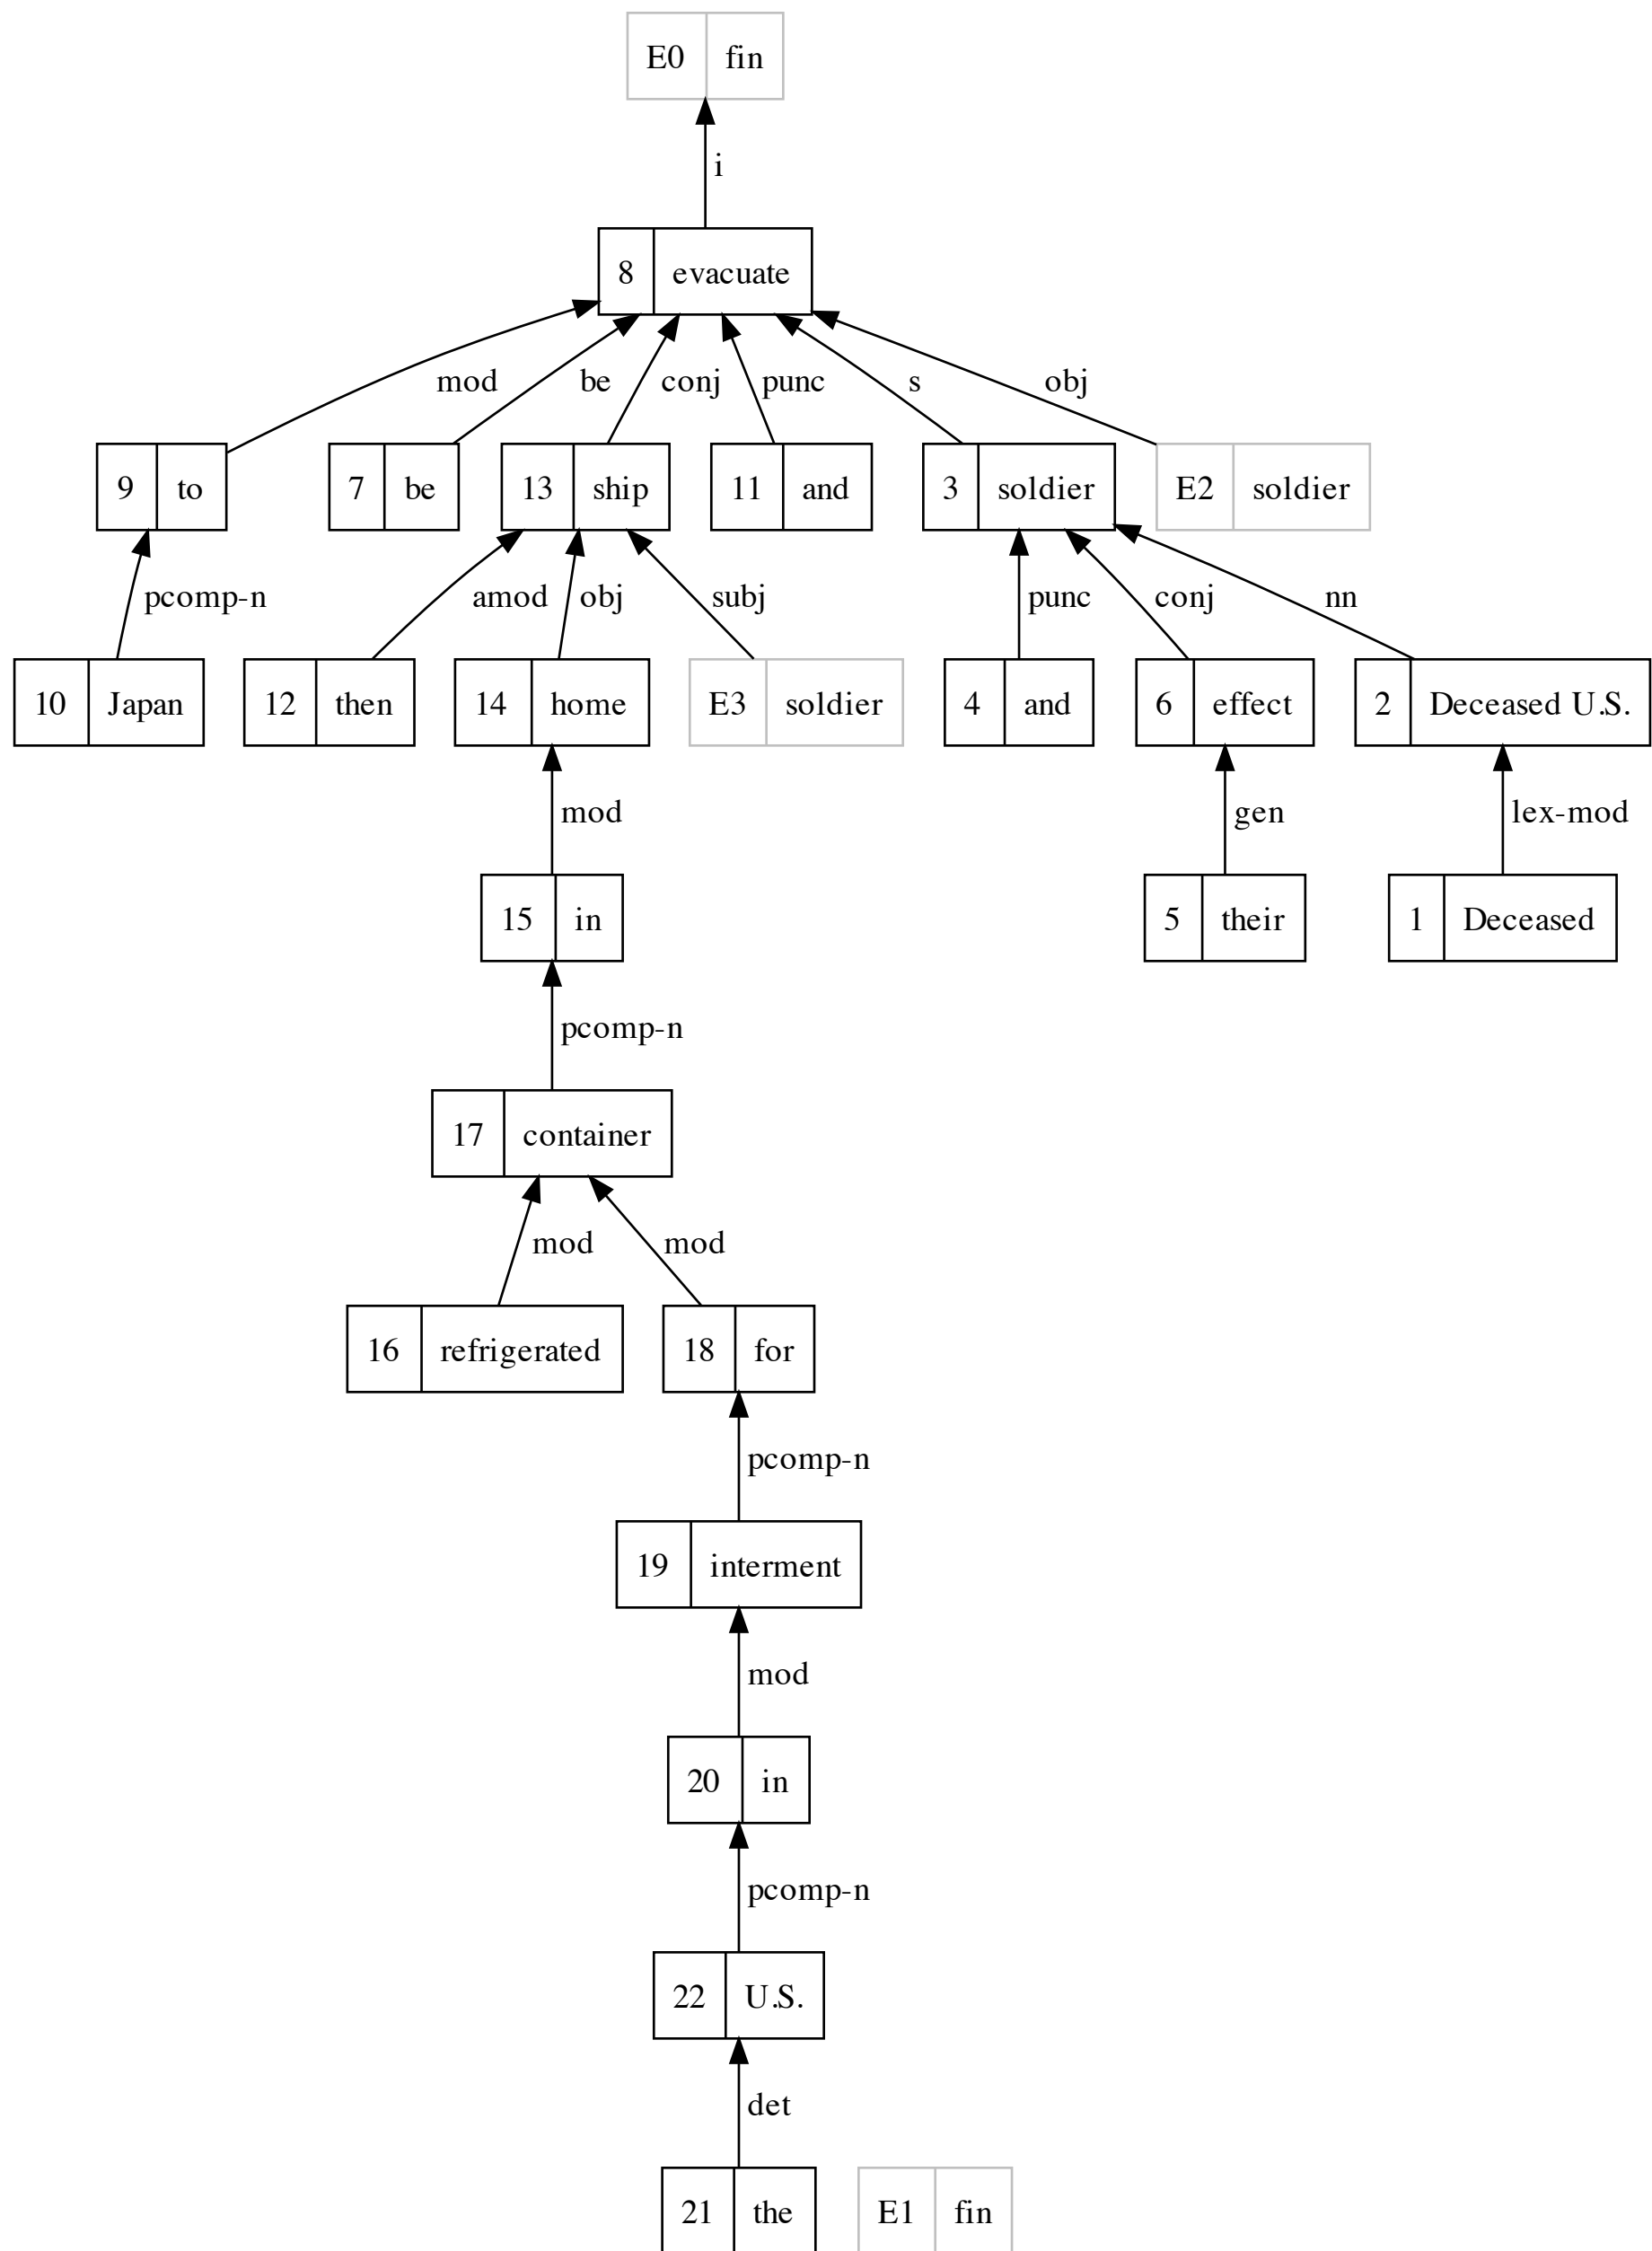 E0 fin
i
8 evacuate
mod be conj punc s obj
9 to 7 be 13 ship 11 and 3 soldier E2 soldier
pcomp-n amod obj subj punc conj nn
10 Japan 12 then 14 home E3 soldier 4 and 6 effect 2 Deceased U.S.
mod gen lex-mod
15 in 5 their 1 Deceased
pcomp-n
17 container
mod mod
16 refrigerated 18 for
pcomp-n
19 interment
mod
20 in
pcomp-n
22 U.S.
det
21 the E1 fin